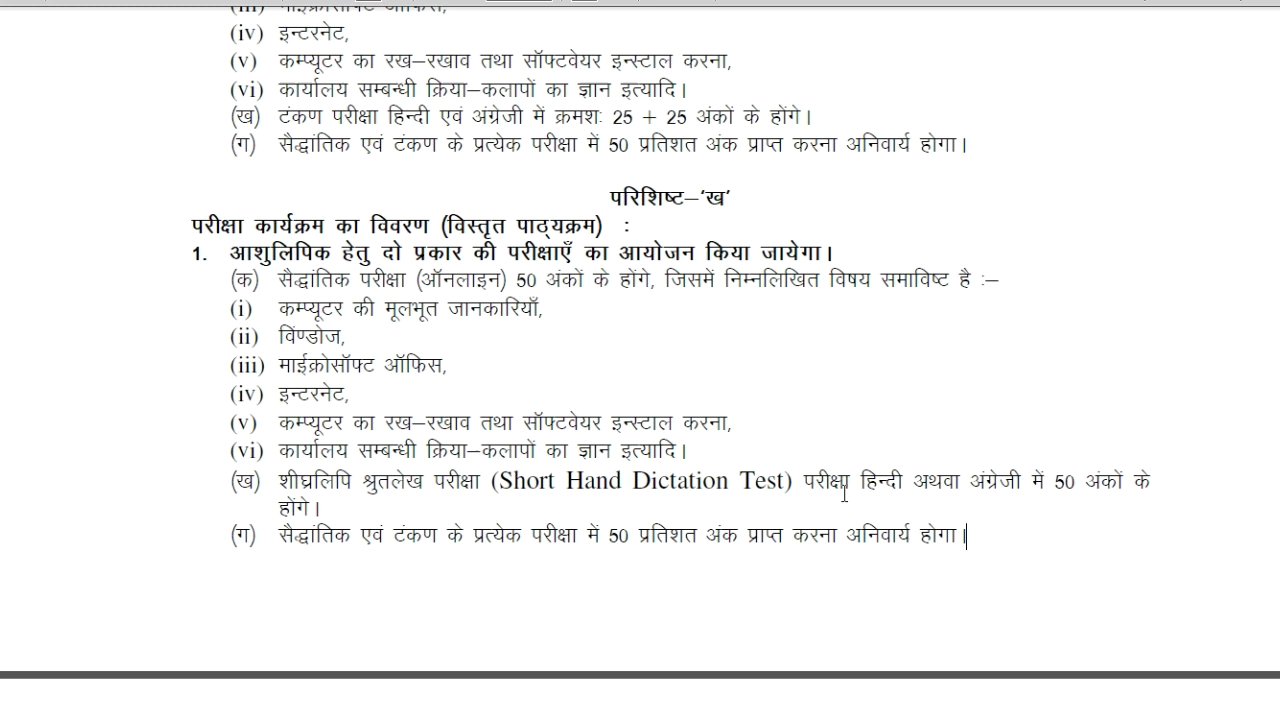 (iii) माईक्रोसॉफ्ट ऑफिस,
(iv) इन्टरनेट,
(v) कम्प्यूटर का रख–रखाव तथा सॉफ्टवेयर इन्स्टाल करना,
(vi) कार्यालय सम्बन्धी क्रिया–कलापों का ज्ञान इत्यादि।
(ख) टंकण परीक्षा हिन्दी एवं अंग्रेजी में क्रमशः 25 + 25 अंकों के होंगे।
(ग) सैद्धांतिक एवं टंकण के प्रत्येक परीक्षा में 50 प्रतिशत अंक प्राप्त करना अनिवार्य होगा।
परिशिष्ट–'ख'
परीक्षा कार्यक्रम का विवरण (विस्तृत पाठ्यक्रम) :
1. आशुलिपिक हेतु दो प्रकार की परीक्षाएँ का आयोजन किया जायेगा।
(क) सैद्धांतिक परीक्षा (ऑनलाइन) 50 अंकों के होंगे, जिसमें निम्नलिखित विषय समाविष्ट है :–
(i) कम्प्यूटर की मूलभूत जानकारियाँ,
(ii) विंण्डोज,
(iii) माईक्रोसॉफ्ट ऑफिस,
(iv) इन्टरनेट,
(v) कम्प्यूटर का रख–रखाव तथा सॉफ्टवेयर इन्स्टाल करना,
(vi) कार्यालय सम्बन्धी क्रिया–कलापों का ज्ञान इत्यादि।
(ख) शीघ्रलिपि श्रुतलेख परीक्षा (Short Hand Dictation Test) परीक्षा हिन्दी अथवा अंग्रेजी में 50 अंकों के
होंगे।
(ग) सैद्धांतिक एवं टंकण के प्रत्येक परीक्षा में 50 प्रतिशत अंक प्राप्त करना अनिवार्य होगा।